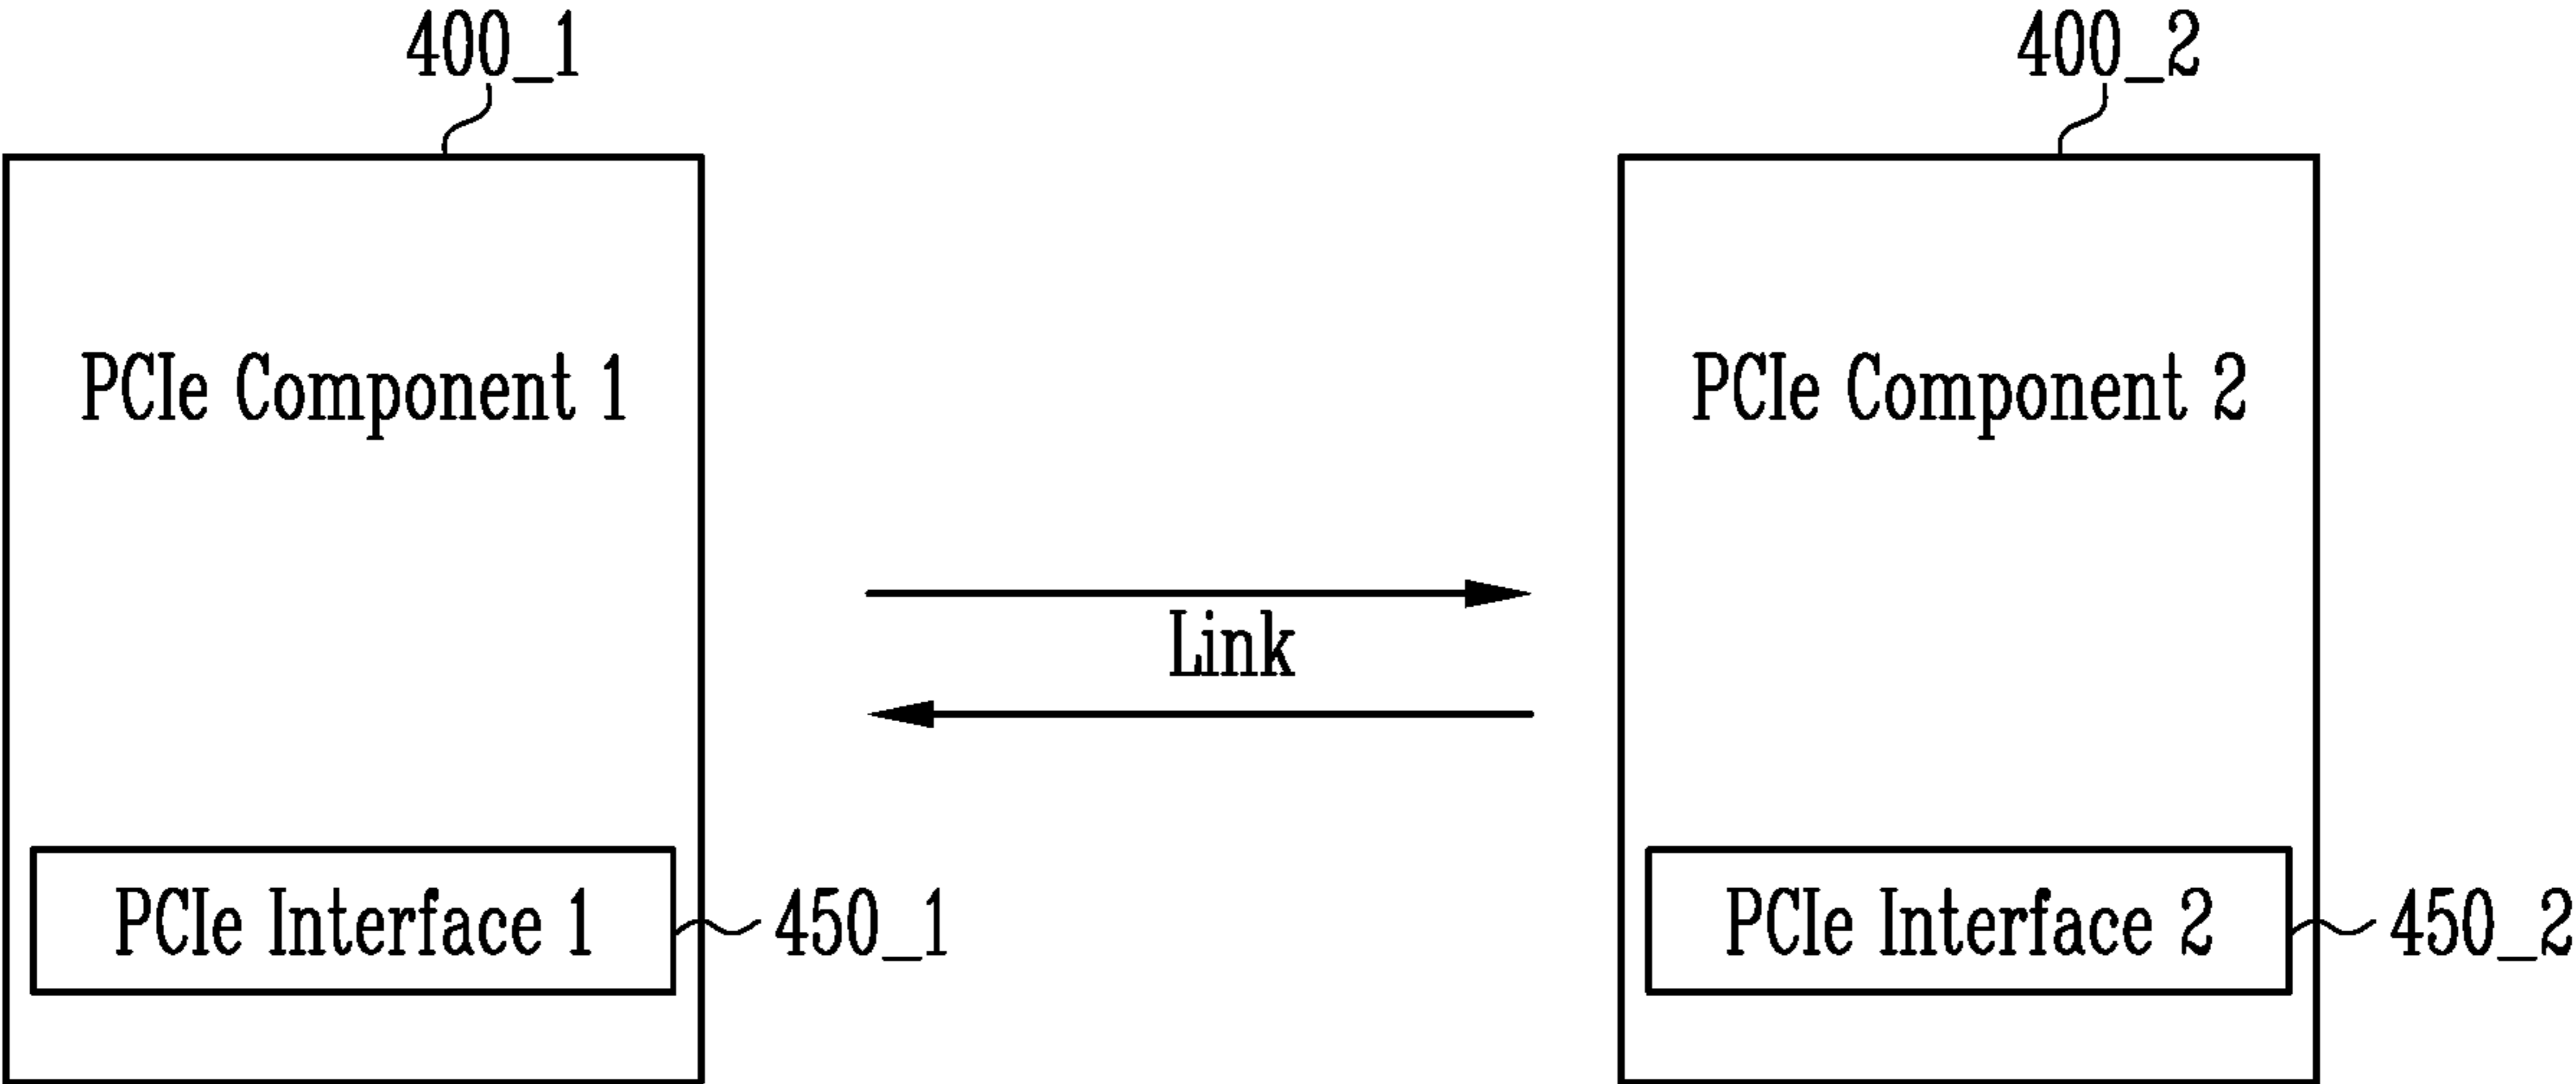 400_1
400_2
PCIe Component 1
PCIe Component 2
Link
PCIe Interface 1
450_1
PCIe Interface 2
450_2